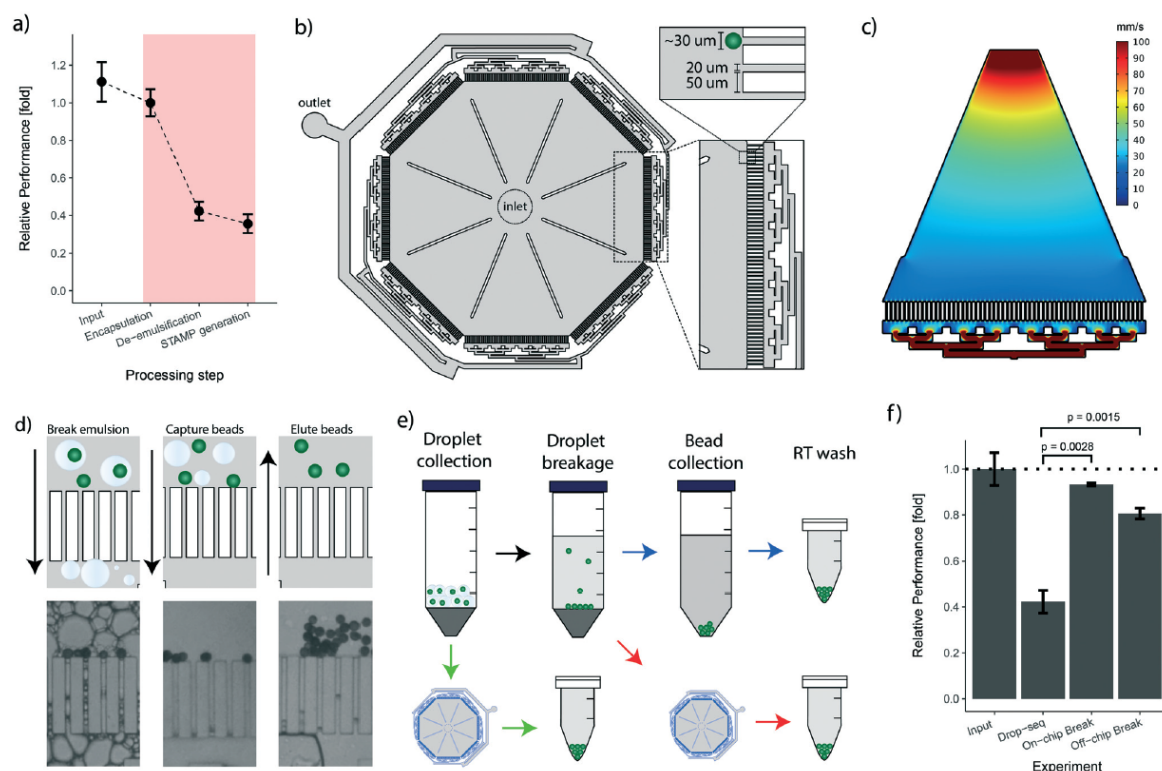 a)
Relative Performance [fold]
1.2
1.0
0.8
0.6
0.4
0.2
0.0
Input
Encapsulation
De-emulsification
STAMP generation
Processing step
b)
outlet
inlet
~30 um
20 um
50 um
c)
mm/s
100
90
80
70
60
50
40
30
20
10
0
d)
Break emulsion
Capture beads
Elute beads
e)
Droplet
collection
Droplet
breakage
Bead
collection
RT wash
f)
p = 0.0015
p = 0.0028
Relative Performance [fold]
1.0
0.8
0.6
0.4
0.2
0.0
Input
Drop-seq
On-chip Break
Off-chip Break
Experiment